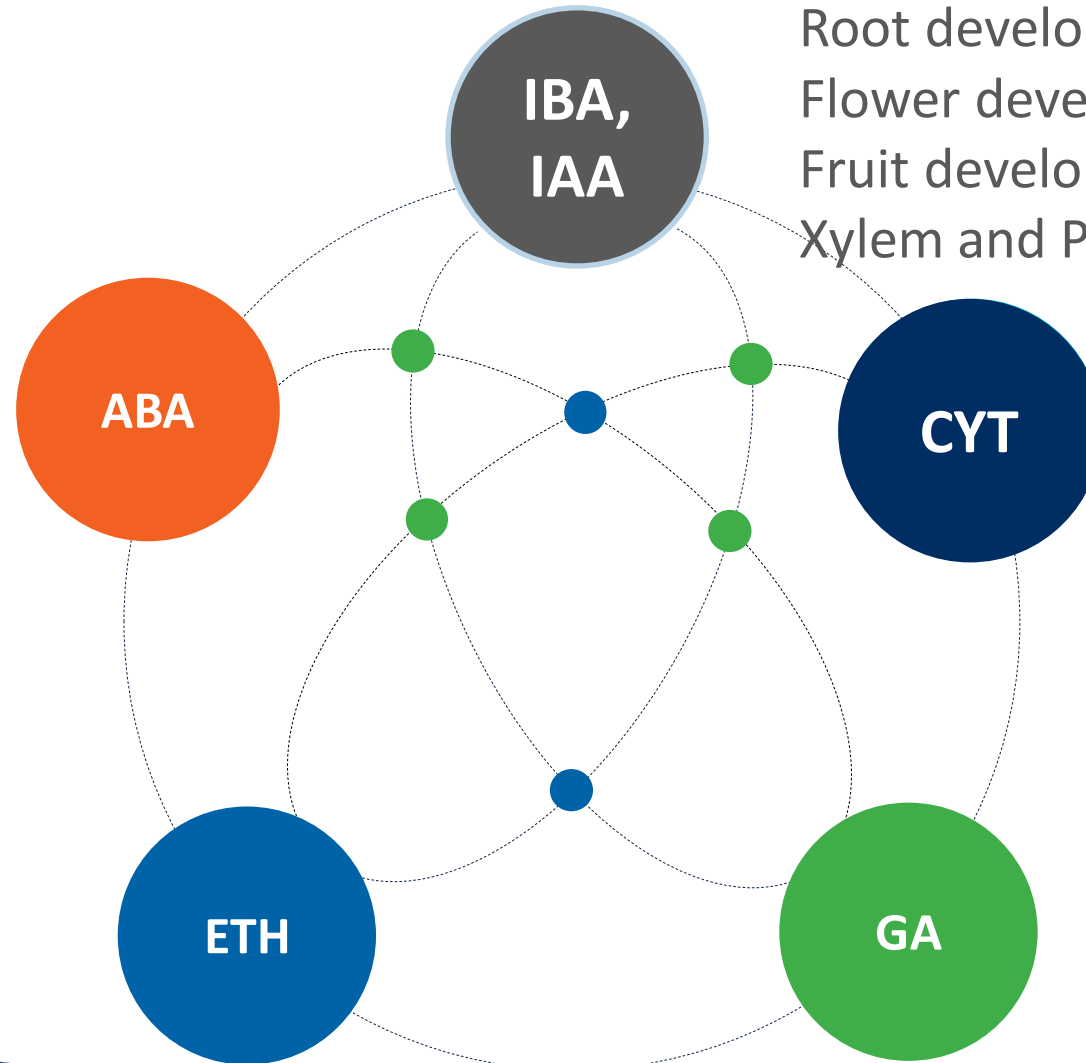 IBA,
IAA
Root develo
Flower deve
Fruit develo
Xylem and P
ABA
CYT
ETH
GA